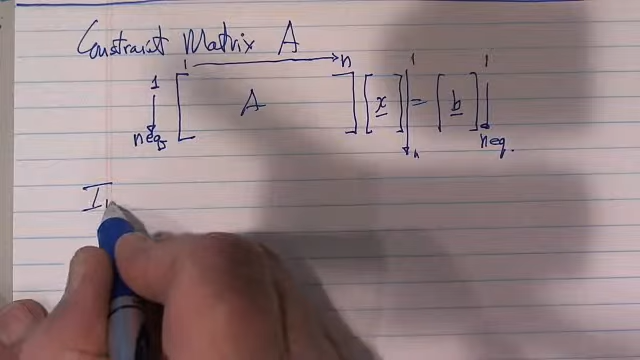 Constraint Matrix A
1 n 1 1
1 [ A ] [ x ] = [ b ]
neq n neq.
I